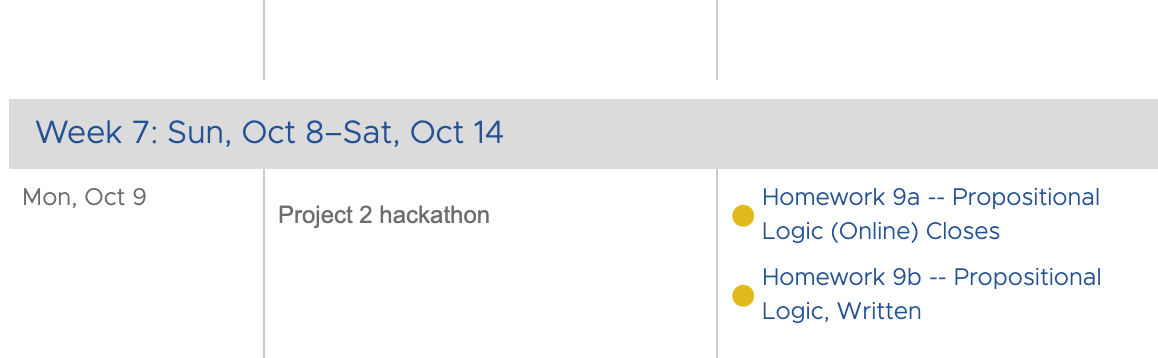 Week 7: Sun, Oct 8–Sat, Oct 14
Mon, Oct 9
Project 2 hackathon
Homework 9a -- Propositional
Logic (Online) Closes
Homework 9b -- Propositional
Logic, Written